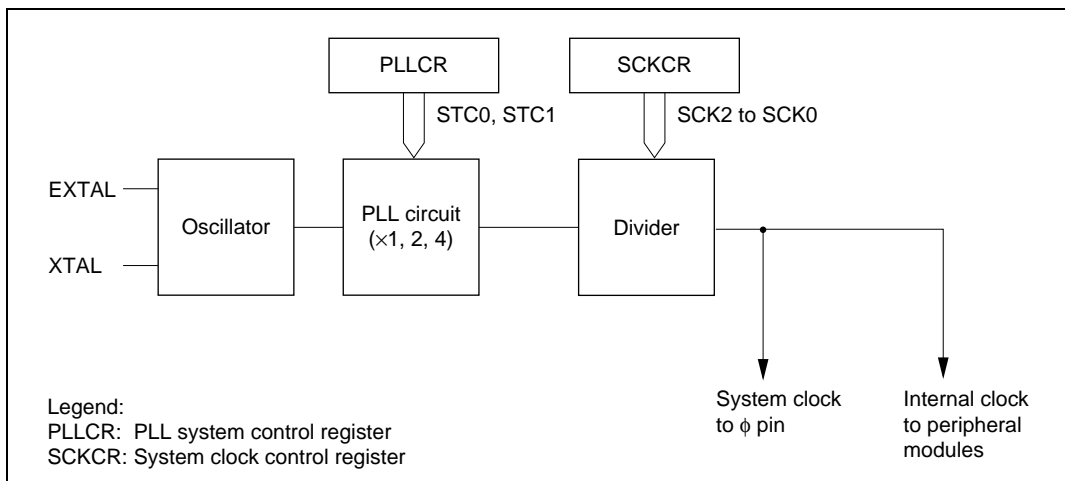 PLLCR
SCKCR
STC0, STC1
SCK2 to SCK0
EXTAL
XTAL
Oscillator
PLL circuit
(×1, 2, 4)
Divider
System clock
to ϕ pin
Internal clock
to peripheral
modules
Legend:
PLLCR: PLL system control register
SCKCR: System clock control register